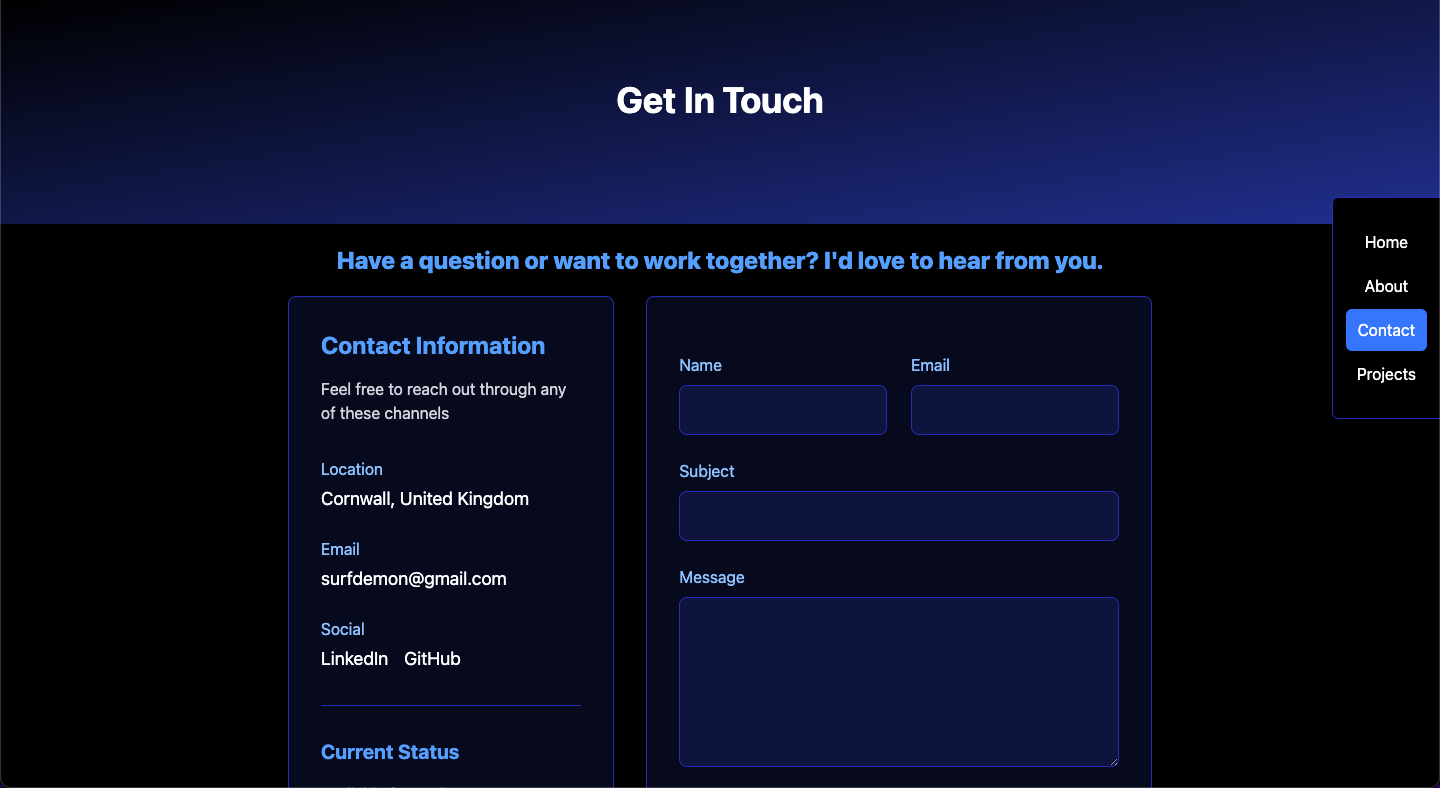 Get In Touch
Have a question or want to work together? I'd love to hear from you.
Home
About
Contact
Projects
Contact Information
Feel free to reach out through any
of these channels
Location
Cornwall, United Kingdom
Email
surfdemon@gmail.com
Social
LinkedIn GitHub
Current Status
Name
Email
Subject
Message